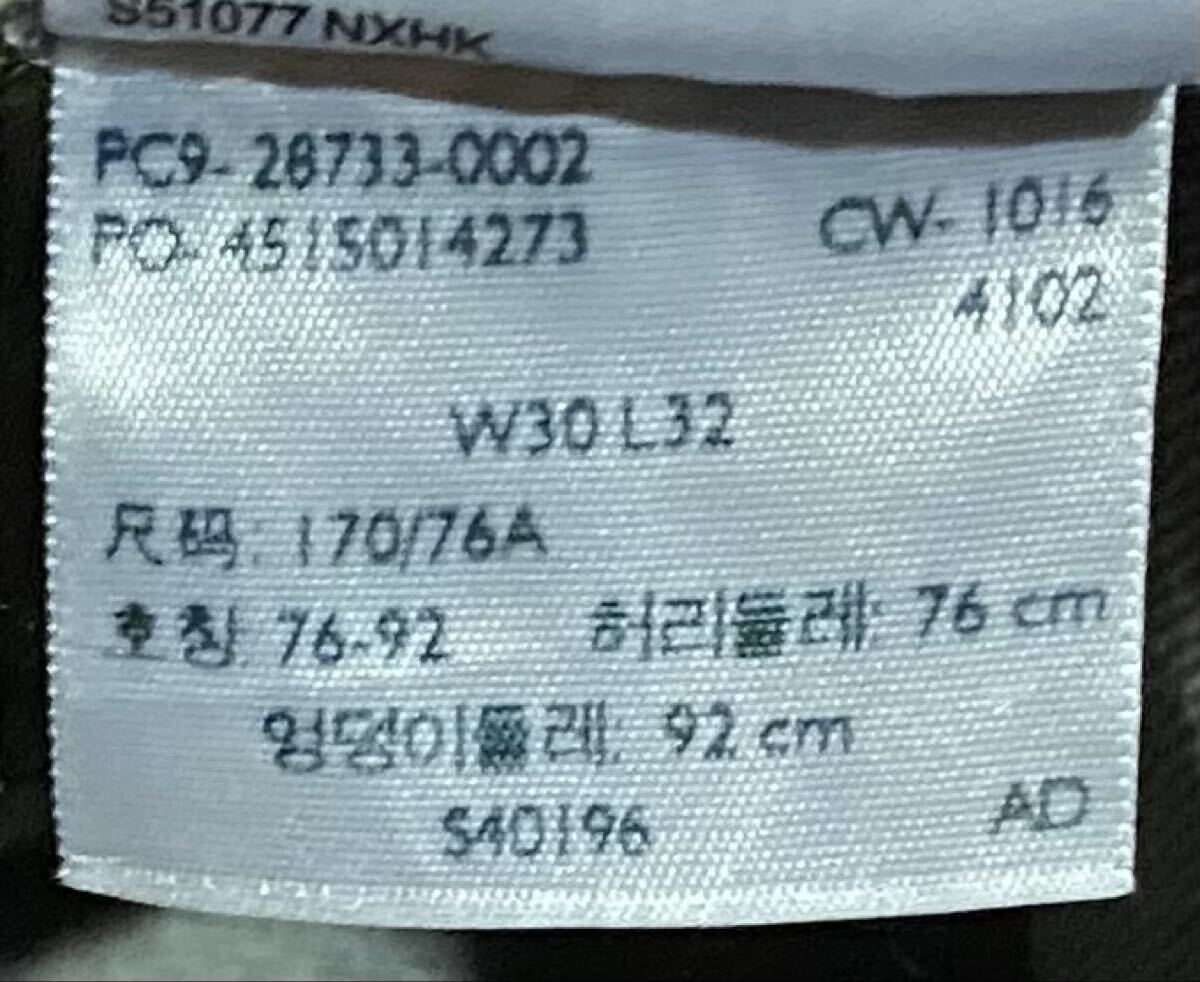 S51077 NXHK
PC9-28733-0002
PO-4515014273
CW-1016
4102
W30 L32
尺码: 170/76A
호칭: 76-92 허리둘레: 76 cm
엉덩이둘레: 92 cm
S40196
AD